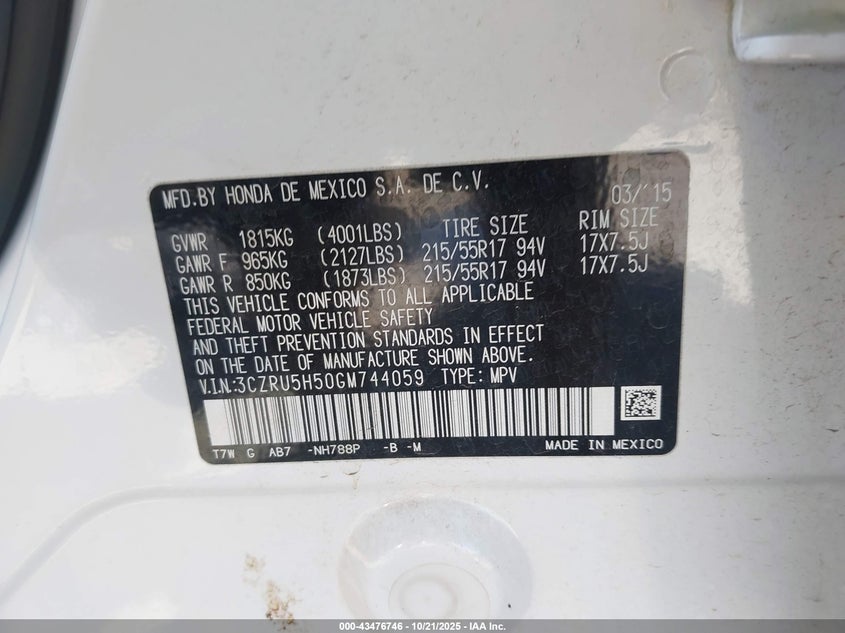 MFD.BY HONDA DE MEXICO S.A. DE C.V. 03/'15
GVWR 1815KG (4001LBS) TIRE SIZE RIM SIZE
GAWR F 965KG (2127LBS) 215/55R17 94V 17X7.5J
GAWR R 850KG (1873LBS) 215/55R17 94V 17X7.5J
THIS VEHICLE CONFORMS TO ALL APPLICABLE
FEDERAL MOTOR VEHICLE SAFETY
AND THEFT PREVENTION STANDARDS IN EFFECT
ON THE DATE OF MANUFACTURE SHOWN ABOVE.
V.I.N.:3CZRU5H50GM744059 TYPE: MPV
T7W G AB7 -NH788P -B -M MADE IN MEXICO
000-43476746 - 10/21/2025 - IAA Inc.